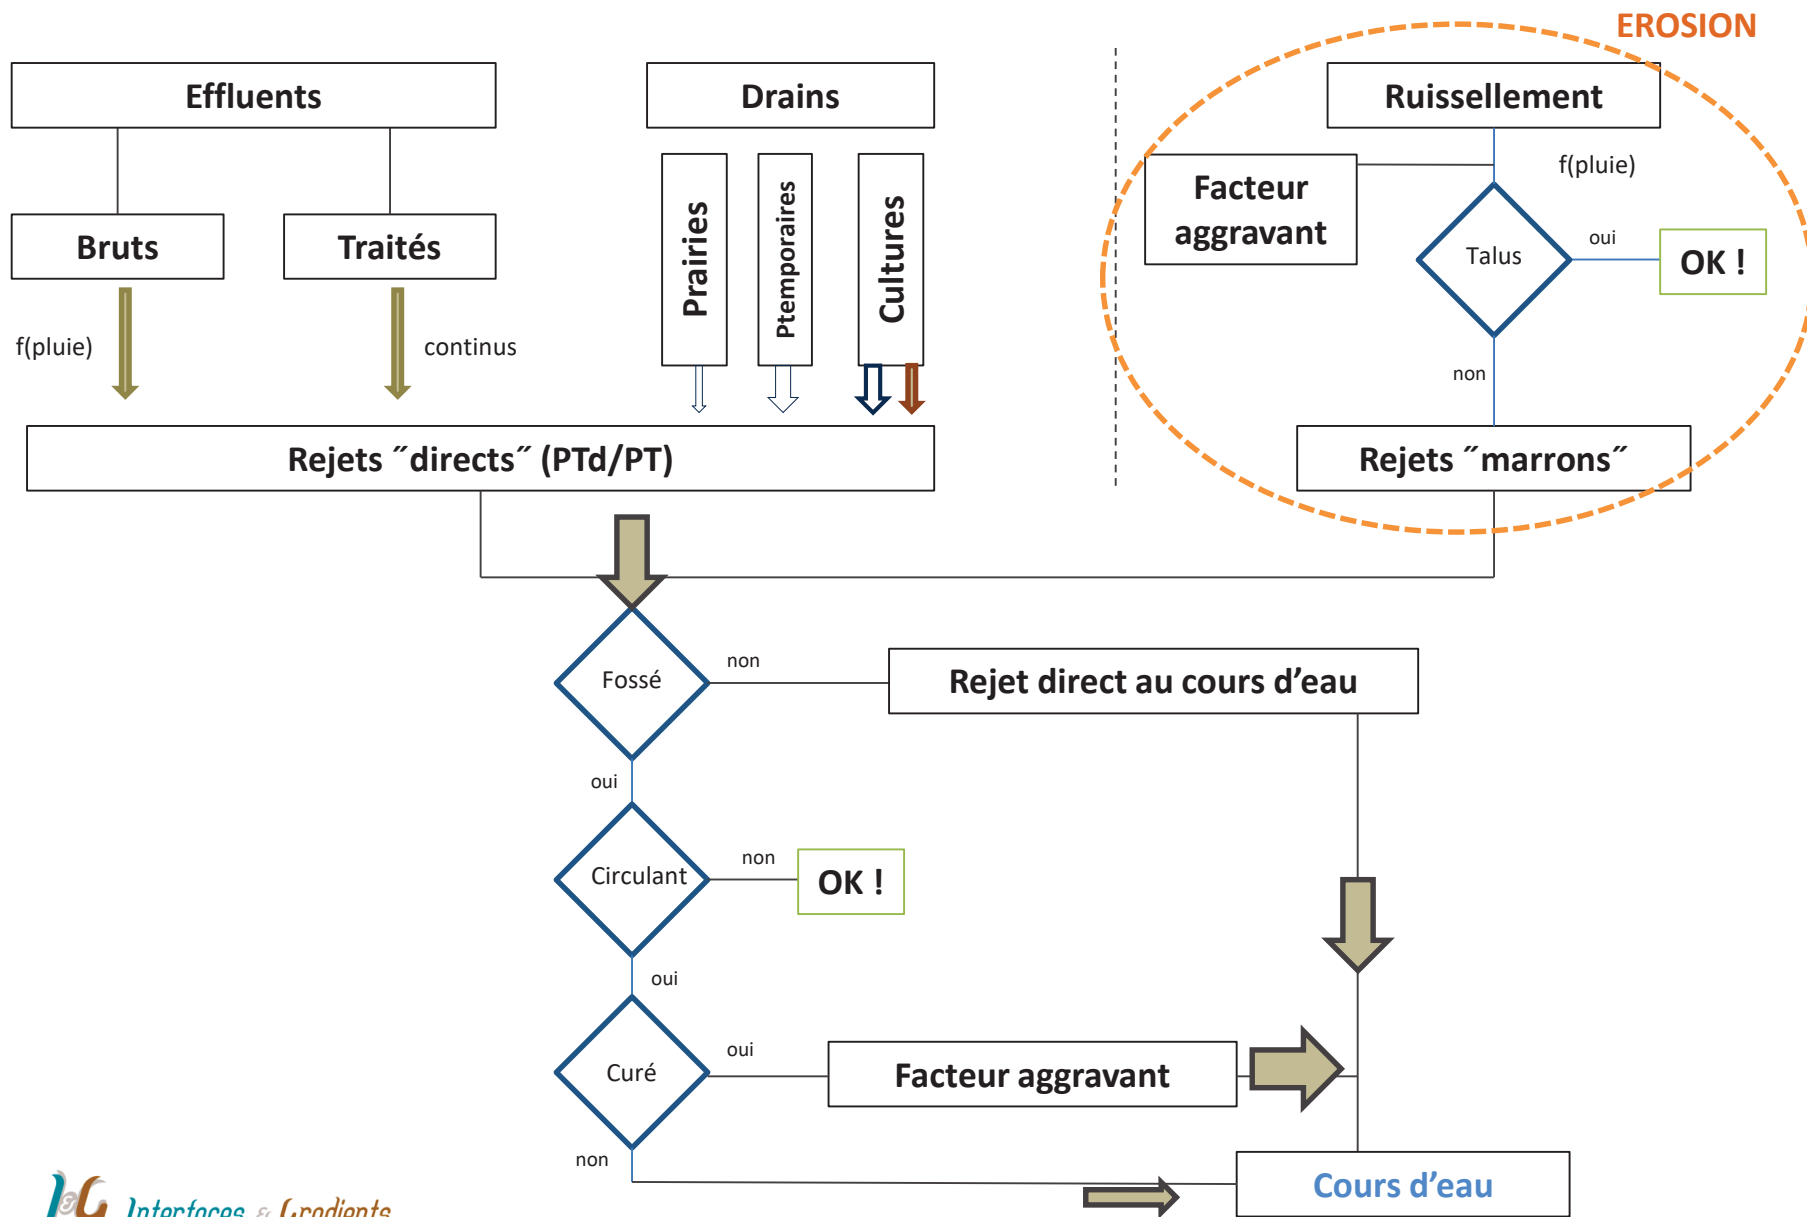 EROSION
Effluents
Drains
Ruissellement
Facteur
aggravant
f(pluie)
Bruts
Traités
Prairies
Ptemporaires
Cultures
Talus
oui
OK !
f(pluie)
continus
non
Rejets ˝directs˝ (PTd/PT)
Rejets ˝marrons˝
Fossé
non
Rejet direct au cours d’eau
oui
Circulant
non
OK !
oui
Curé
oui
Facteur aggravant
non
Cours d’eau
I&G Interfaces & Gradients